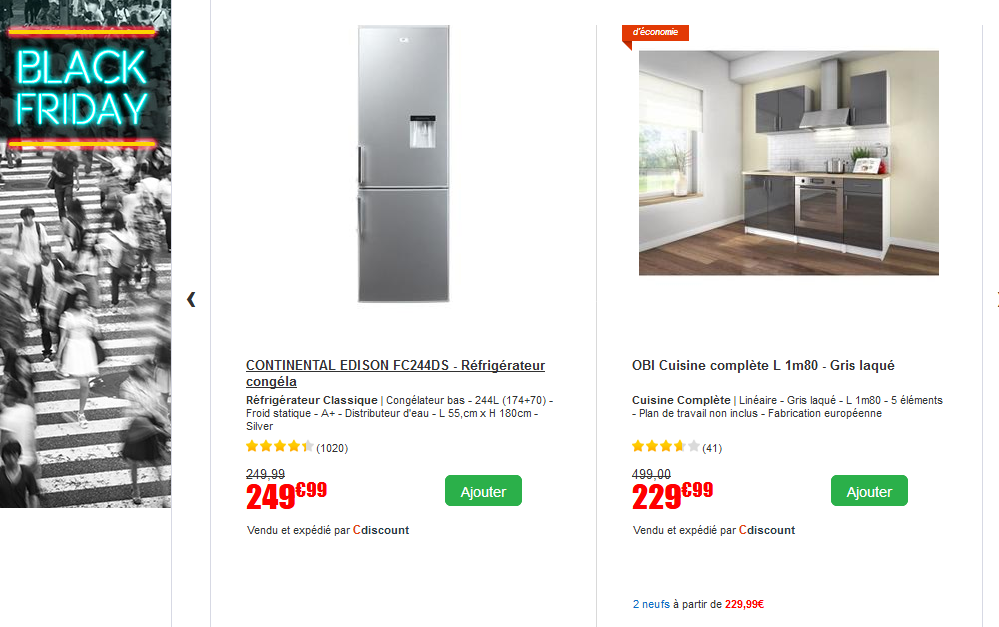 BLACK
FRIDAY
CONTINENTAL EDISON FC244DS - Réfrigérateur
congéla
Réfrigérateur Classique | Congélateur bas - 244L (174+70) -
Froid statique - A+ - Distributeur d'eau - L 55,cm x H 180cm -
Silver
(1020)
249,99
249€99
Ajouter
Vendu et expédié par Cdiscount
d'économie
OBI Cuisine complète L 1m80 - Gris laqué
Cuisine Complète | Linéaire - Gris laqué - L 1m80 - 5 éléments
- Plan de travail non inclus - Fabrication européenne
(41)
499,00
229€99
Ajouter
Vendu et expédié par Cdiscount
2 neufs à partir de 229,99€